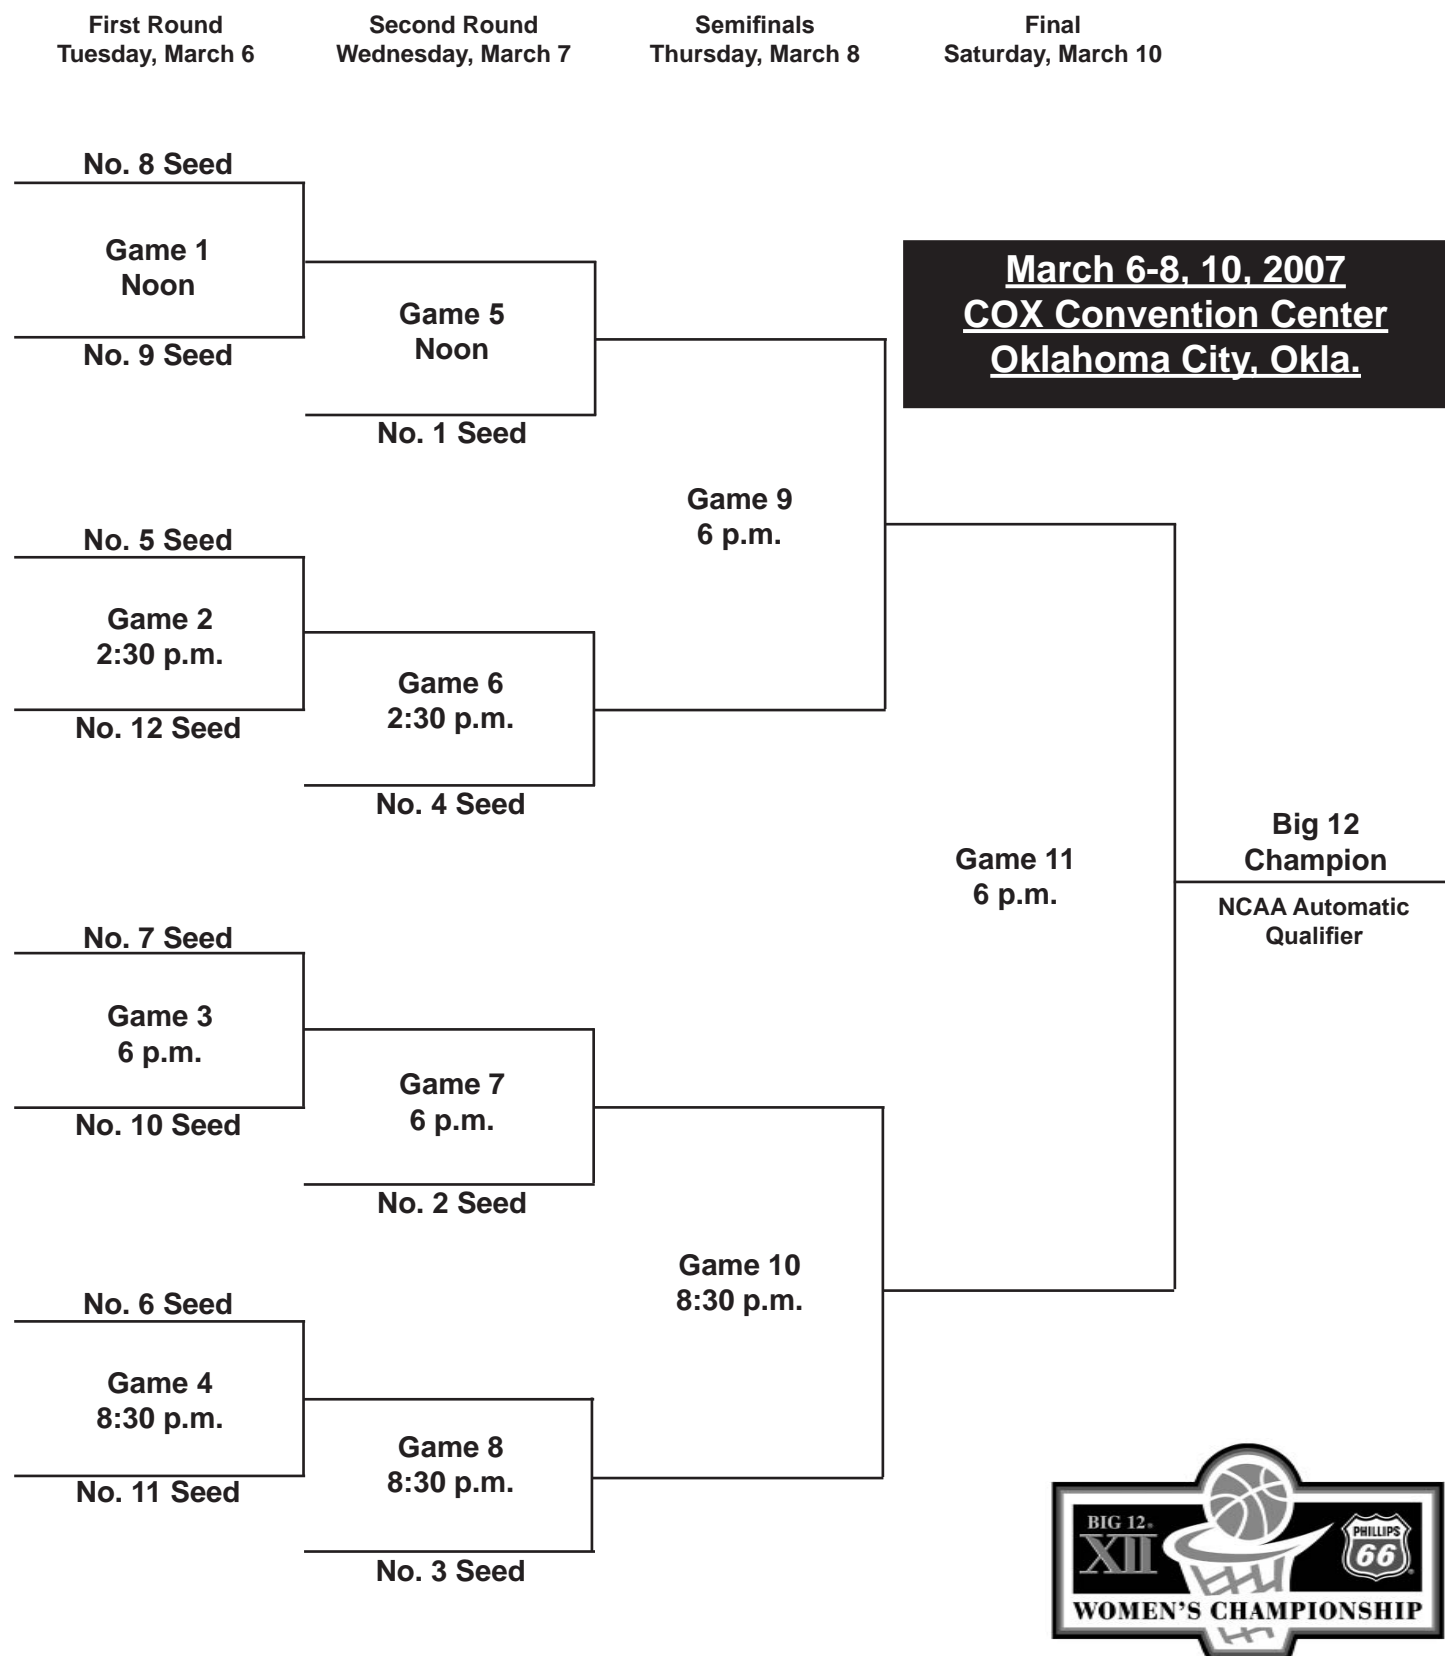 First Round
Tuesday, March 6
Second Round
Wednesday, March 7
Semifinals
Thursday, March 8
Final
Saturday, March 10
No. 8 Seed
Game 1
Noon
No. 9 Seed
Game 5
Noon
No. 1 Seed
March 6-8, 10, 2007
COX Convention Center
Oklahoma City, Okla.
Game 9
6 p.m.
No. 5 Seed
Game 2
2:30 p.m.
No. 12 Seed
Game 6
2:30 p.m.
No. 4 Seed
Game 11
6 p.m.
Big 12
Champion
NCAA Automatic
Qualifier
No. 7 Seed
Game 3
6 p.m.
No. 10 Seed
Game 7
6 p.m.
No. 2 Seed
Game 10
8:30 p.m.
No. 6 Seed
Game 4
8:30 p.m.
No. 11 Seed
Game 8
8:30 p.m.
No. 3 Seed
BIG 12®
XII
PHILLIPS
66®
WOMEN'S CHAMPIONSHIP